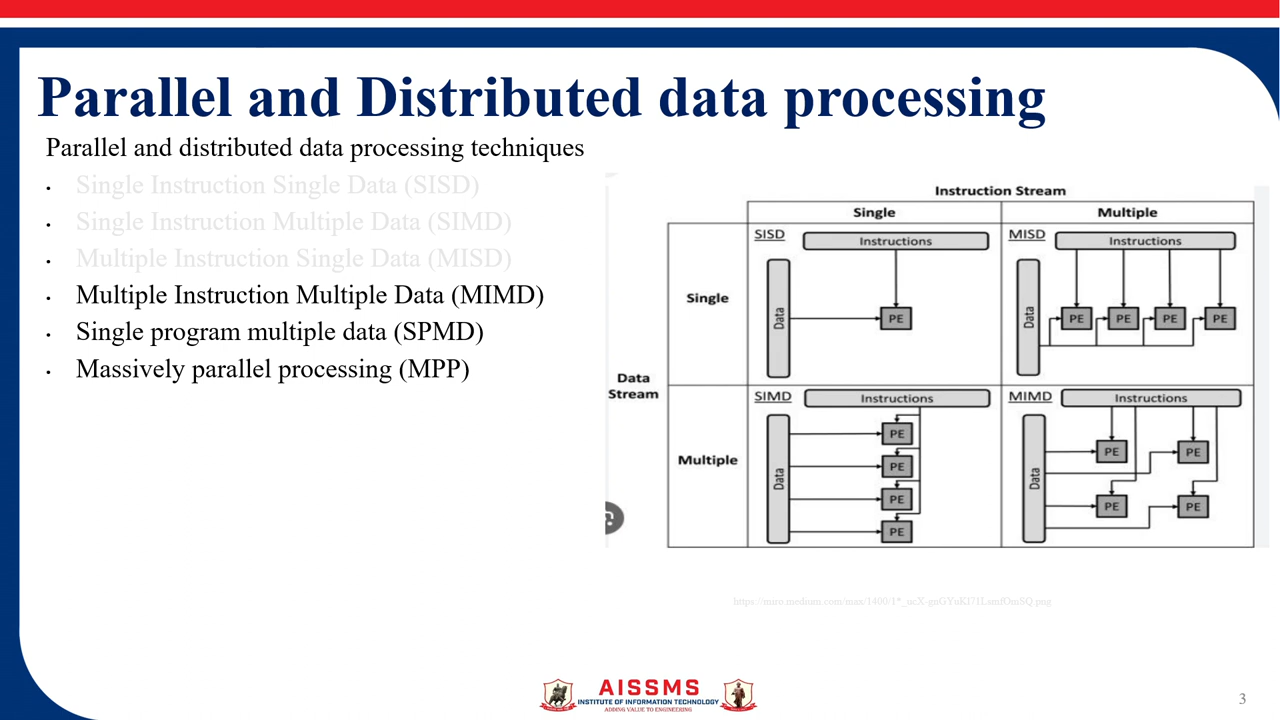 Parallel and Distributed data processing
Parallel and distributed data processing techniques
• Single Instruction Single Data (SISD)
• Single Instruction Multiple Data (SIMD)
• Multiple Instruction Single Data (MISD)
• Multiple Instruction Multiple Data (MIMD)
• Single program multiple data (SPMD)
• Massively parallel processing (MPP)
Instruction Stream
Single
Multiple
Data Stream
Single
SISD
Instructions
Data
PE
MISD
Instructions
Data
PE PE PE PE
Multiple
SIMD
Instructions
Data
PE
PE
PE
PE
MIMD
Instructions
Data
PE PE
PE PE
AISSMS
INSTITUTE OF INFORMATION TECHNOLOGY
ADDING VALUE TO ENGINEERING
3